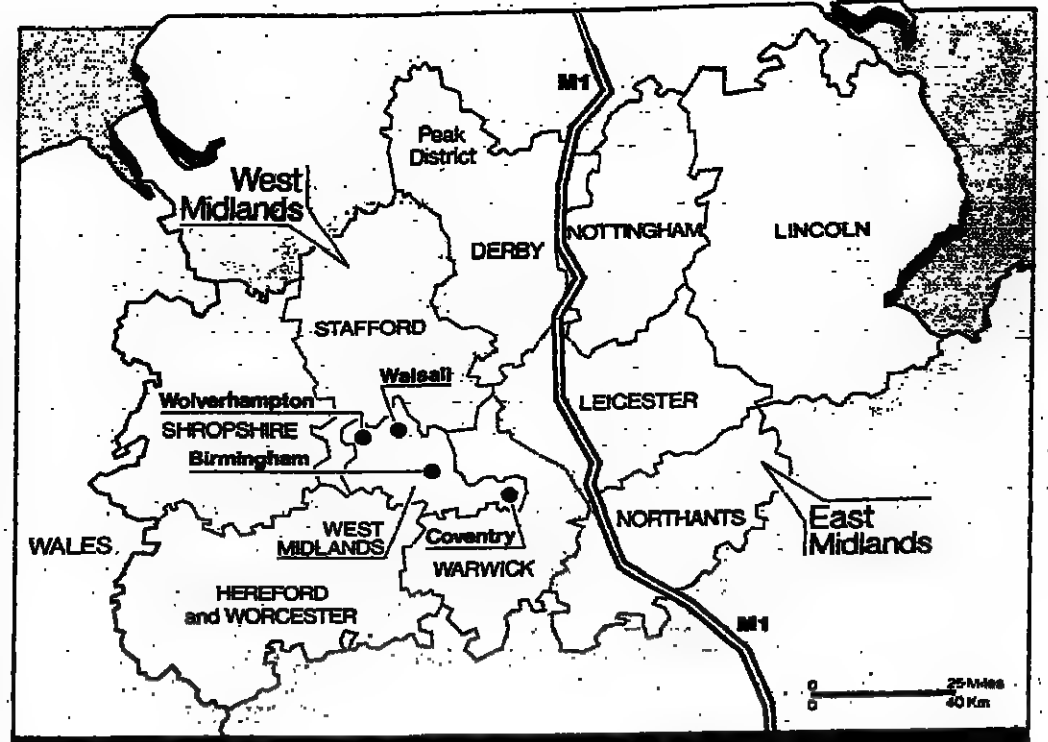 M1
Peak
District
West
Midlands
DERBY
NOTTINGHAM
LINCOLN
STAFFORD
Walsall
Wolverhampton
SHROPSHIRE
Birmingham
LEICESTER
WALES
WEST
MIDLANDS
Coventry
WARWICK
NORTHANTS
East
Midlands
HEREFORD
and WORCESTER
M1
0 25 Miles
0 40 Km